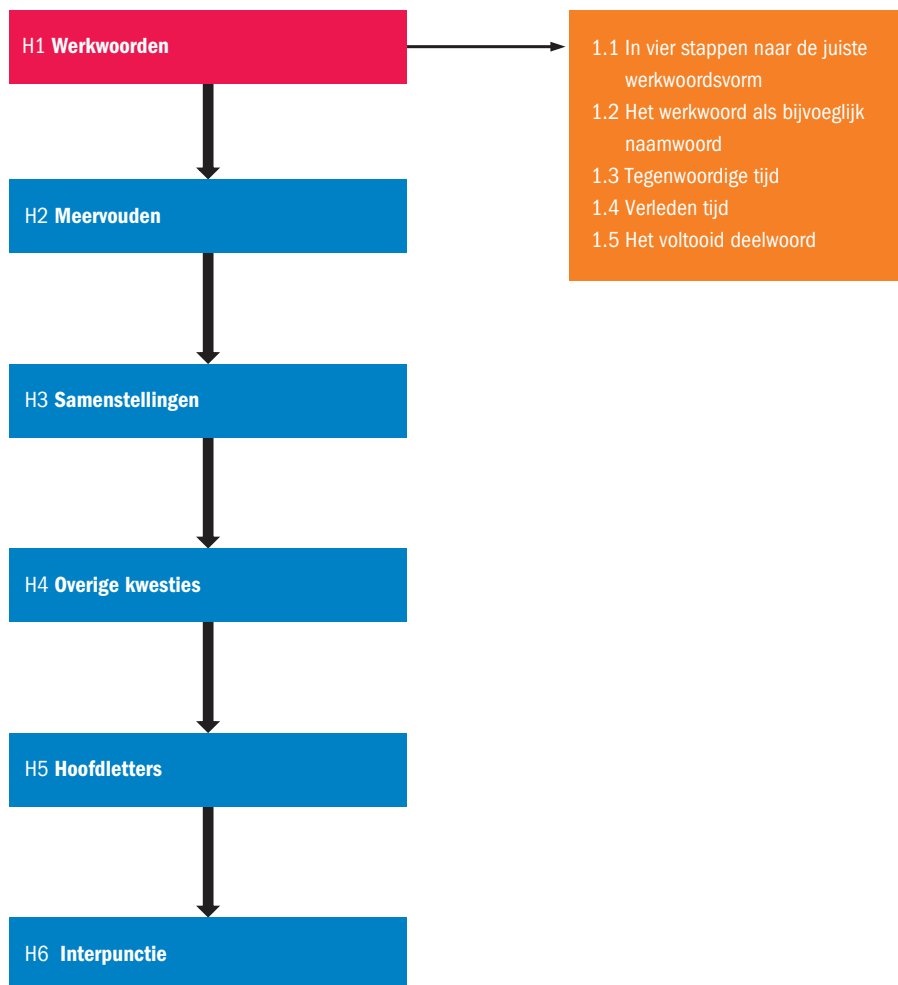 H1 Werkwoorden
1.1 In vier stappen naar de juiste
werkwoordsvorm
1.2 Het werkwoord als bijvoeglijk
naamwoord
1.3 Tegenwoordige tijd
1.4 Verleden tijd
1.5 Het voltooid deelwoord
H2 Meervouden
H3 Samenstellingen
H4 Overige kwesties
H5 Hoofdletters
H6 Interpunctie